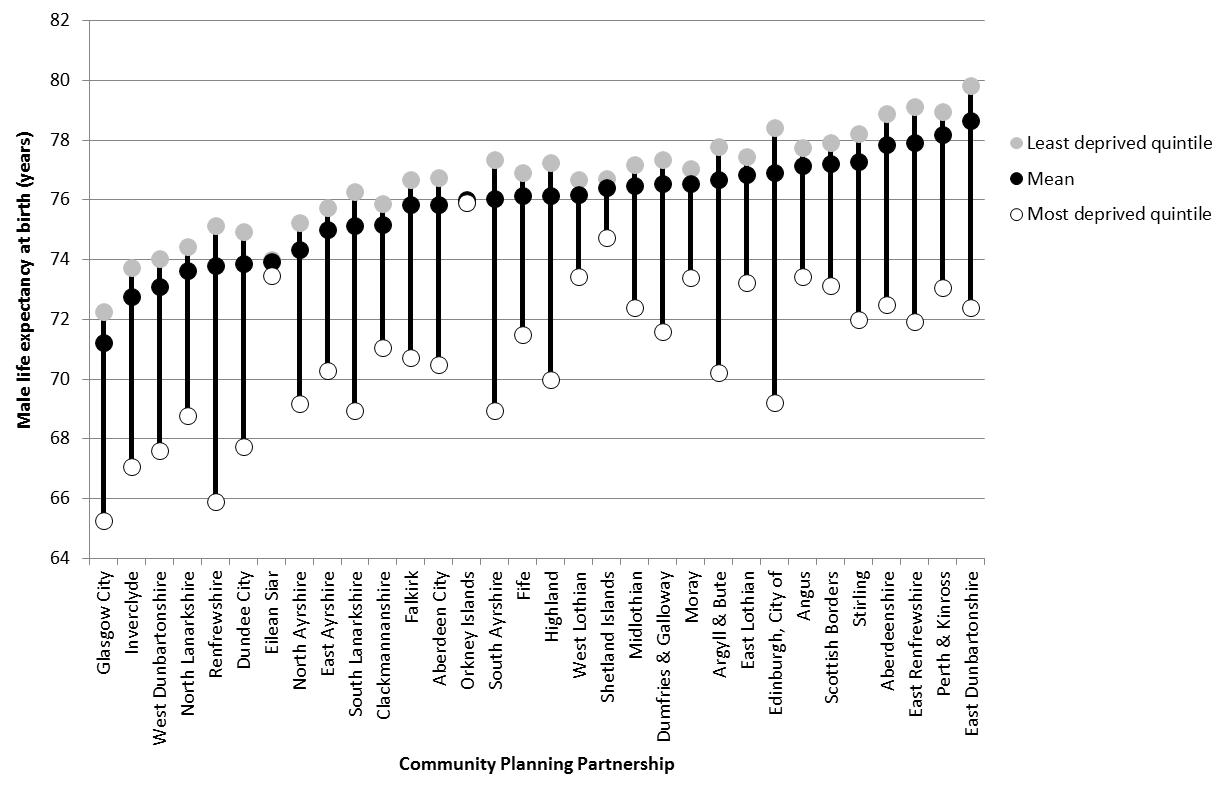 82
80
78
76
74
72
70
68
66
64
Male life expectancy at birth (years)
Least deprived quintile
Mean
Most deprived quintile
Glasgow City
Inverclyde
West Dunbartonshire
North Lanarkshire
Renfrewshire
Dundee City
Eilean Siar
North Ayrshire
East Ayrshire
South Lanarkshire
Clackmannanshire
Falkirk
Aberdeen City
Orkney Islands
South Ayrshire
Fife
Highland
West Lothian
Shetland Islands
Midlothian
Dumfries & Galloway
Moray
Argyll & Bute
East Lothian
Edinburgh, City of
Angus
Scottish Borders
Stirling
Aberdeenshire
East Renfrewshire
Perth & Kinross
East Dunbartonshire
Community Planning Partnership